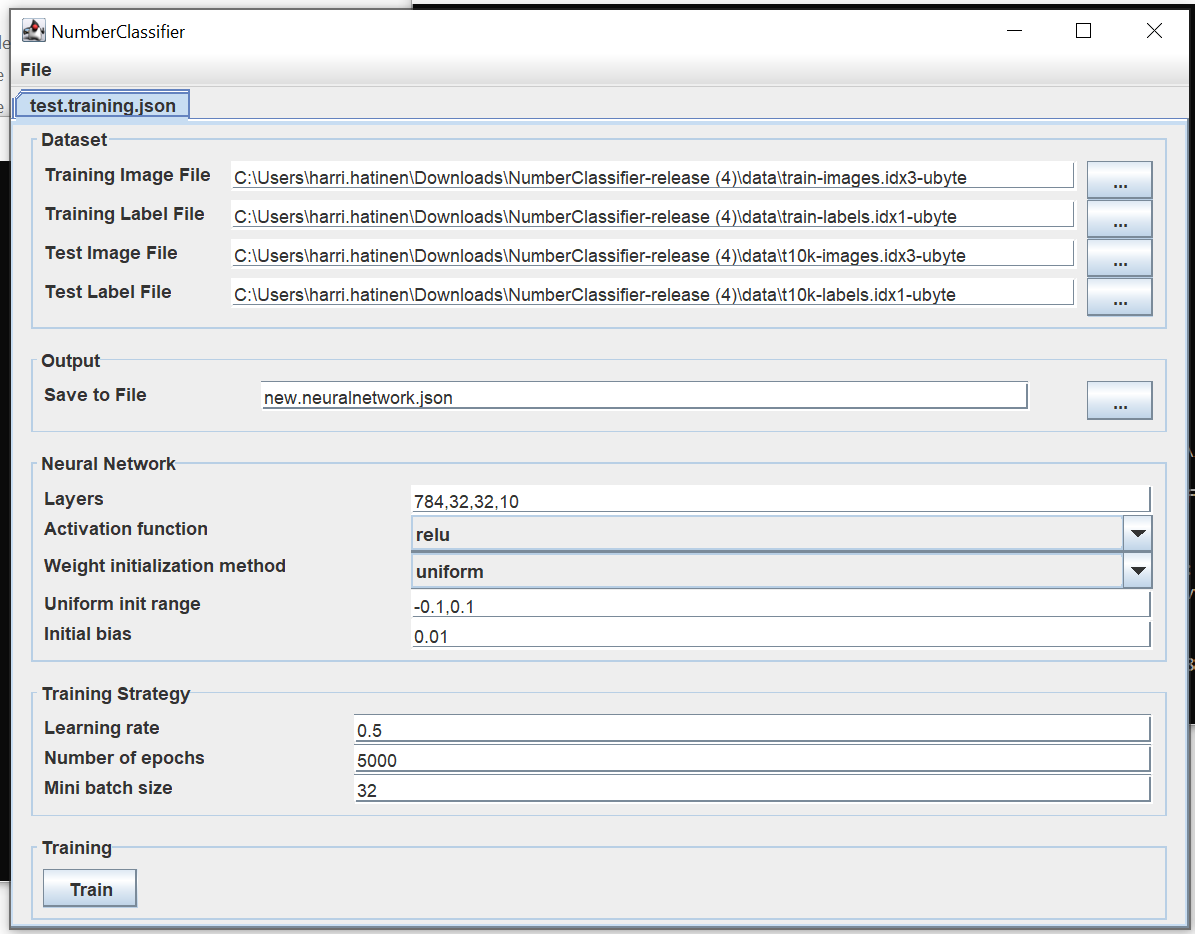 NumberClassifier
File
test.training.json
Dataset
Training Image File C:\Users\harri.hatinen\Downloads\NumberClassifier-release (4)\data\train-images.idx3-ubyte ...
Training Label File C:\Users\harri.hatinen\Downloads\NumberClassifier-release (4)\data\train-labels.idx1-ubyte ...
Test Image File C:\Users\harri.hatinen\Downloads\NumberClassifier-release (4)\data\t10k-images.idx3-ubyte ...
Test Label File C:\Users\harri.hatinen\Downloads\NumberClassifier-release (4)\data\t10k-labels.idx1-ubyte ...
Output
Save to File new.neuralnetwork.json ...
Neural Network
Layers 784,32,32,10
Activation function relu
Weight initialization method uniform
Uniform init range -0.1,0.1
Initial bias 0.01
Training Strategy
Learning rate 0.5
Number of epochs 5000
Mini batch size 32
Training
Train